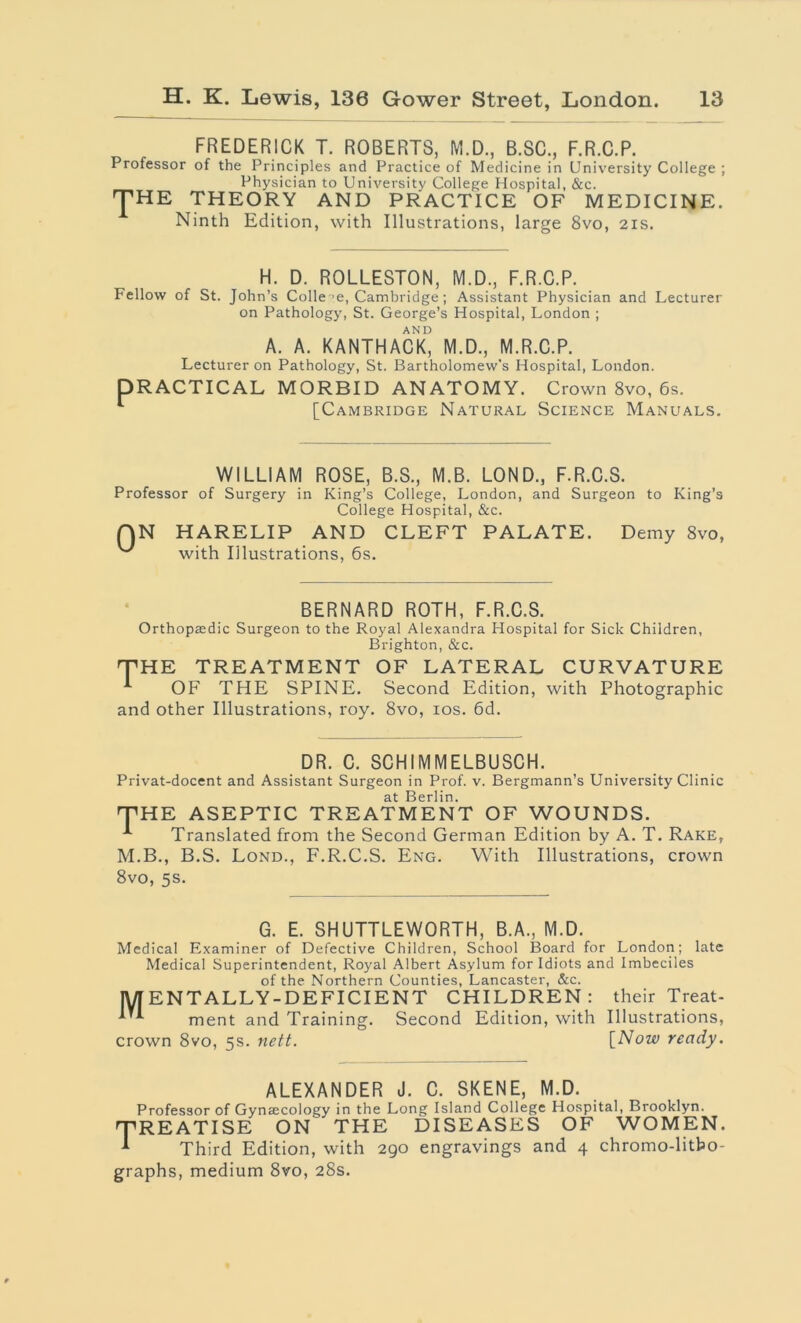 H. K. Lewis, 136 Gower Street, London. 13
FREDERICK T. ROBERTS, M.D., B.SC., F.R.C.P.
Professor of the Principles and Practice of Medicine in University College ;
Physician to University College Hospital, &c.
THE THEORY AND PRACTICE OF MEDICINE.
Ninth Edition, with Illustrations, large 8vo, 21s.
H. D. ROLLESTON, M.D., F.R.C.P.
Fellow of St. John's Colle e, Cambridge; Assistant Physician and Lecturer
on Pathology, St. George's Hospital, London ;
AND
A. A. KANTHACK, M.D., M.R.C.P.
Lecturer on Pathology, St. Bartholomew's Hospital, London.
PRACTICAL MORBID ANATOMY. Crown 8vo, 6s.
[CAMBRIDGE NATURAL SCIENCE MANUALS.
WILLIAM ROSE, B.S., M.B. LOND., F.R.C.S.
Professor of Surgery in King's College, London, and Surgeon to King's
College Hospital, &c.
ON HARELIP AND CLEFT PALATE. Demy 8vo,
with Illustrations, 6s.
BERNARD ROTH, F.R.C.S.
Orthopædic Surgeon to the Royal Alexandra Hospital for Sick Children,
Brighton, &c.
THE TREATMENT OF LATERAL CURVATURE
OF THE SPINE. Second Edition, with Photographic
and other Illustrations, roy. 8vo, 10s. 6d.
DR. C. SCHIMMELBUSCH.
Privat-docent and Assistant Surgeon in Prof. v. Bergmann's University Clinic
at Berlin.
THE ASEPTIC TREATMENT OF WOUNDS.
Translated from the Second German Edition by A. T. RAKE,
M.B., B.S. LOND., F.R.C.S. ENG. With Illustrations, crown
8vo, 5s.
G. E. SHUTTLEWORTH, B.A., M.D.
Medical Examiner of Defective Children, School Board for London; late
Medical Superintendent, Royal Albert Asylum for Idiots and Imbeciles
of the Northern Counties, Lancaster, &c.
MENTALLY-DEFICIENT CHILDREN: their Treat-
ment and Training. Second Edition, with Illustrations,
crown 8vo, 5s. nett. [Now ready.
ALEXANDER J. C. SKENE, M.D.
Professor of Gynæcology in the Long Island College Hospital, Brooklyn.
TREATISE ON THE DISEASES OF WOMEN.
Third Edition, with 290 engravings and 4 chromo-litho-
graphs, medium 8vo, 28s.